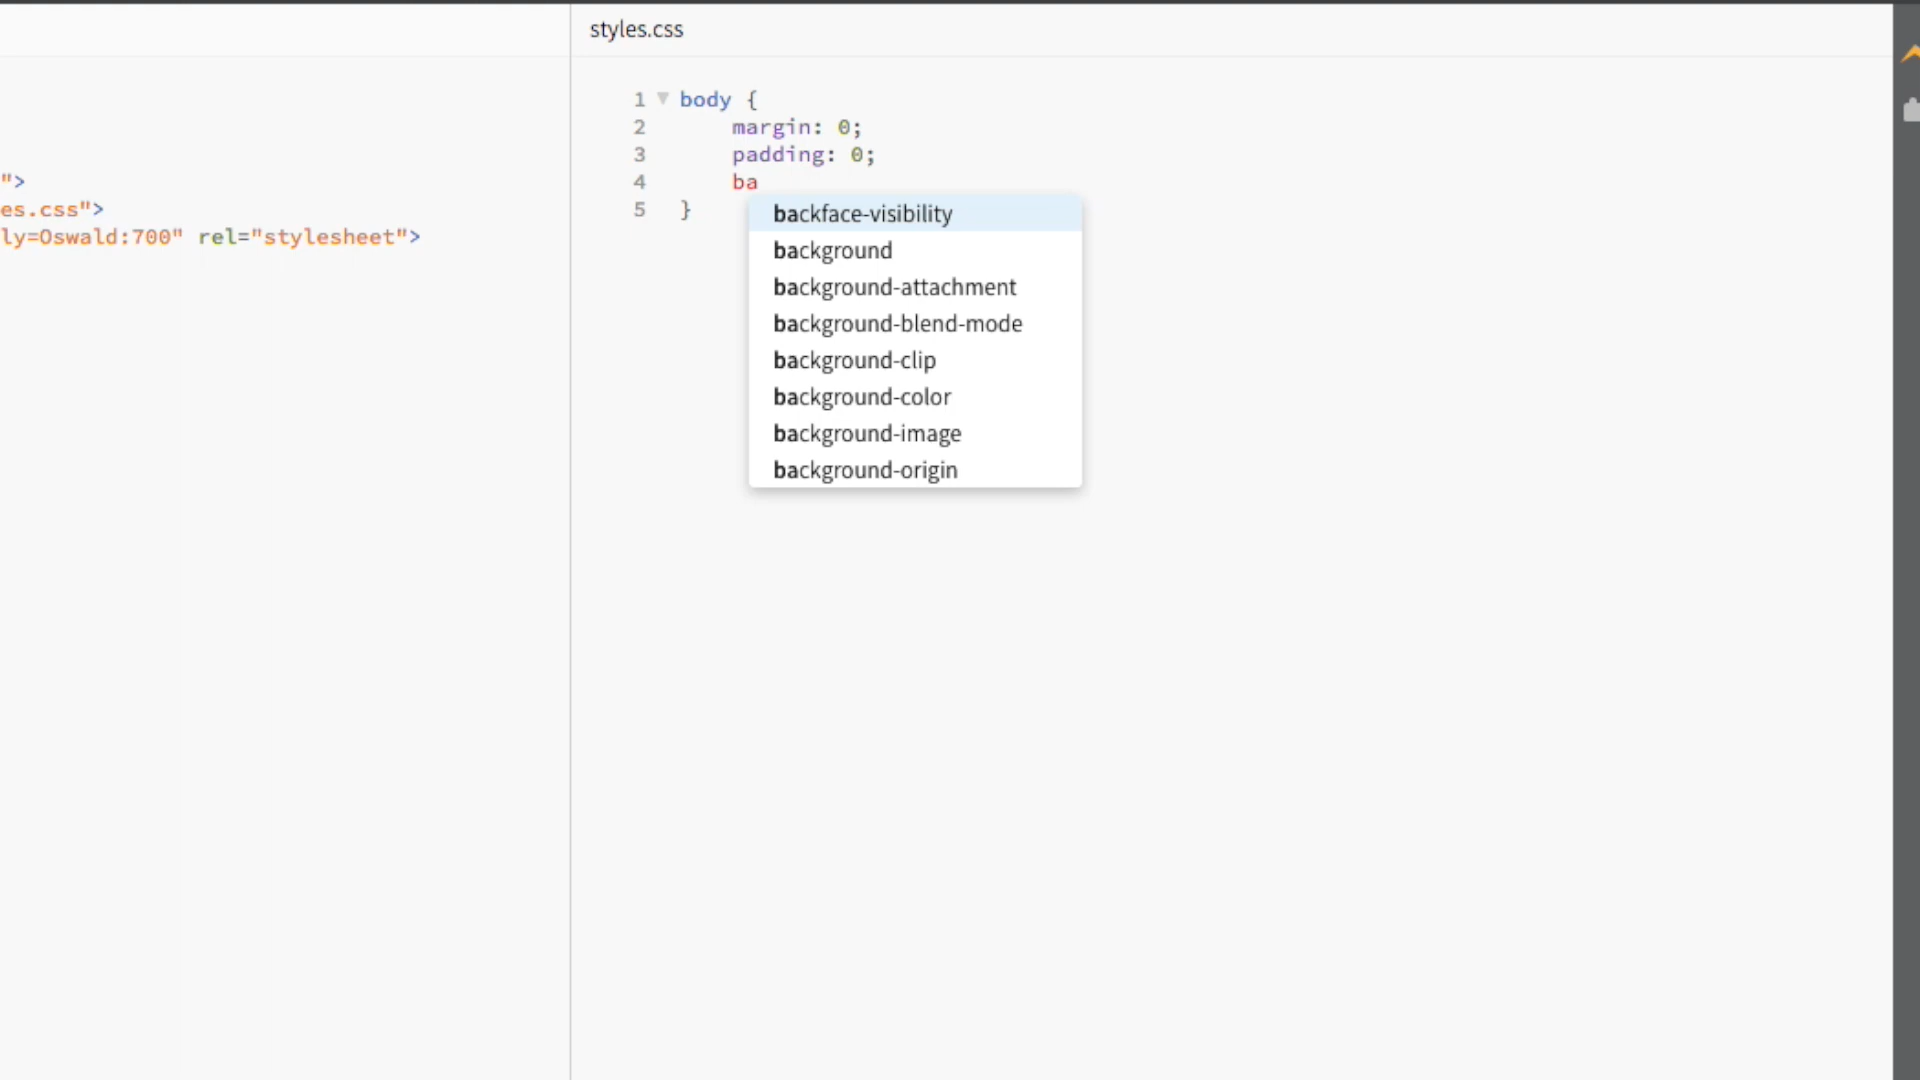 styles.css
1 body {
2 margin: 0;
3 padding: 0;
4 ba
5 }
">
es.css">
ly=Oswald:700" rel="stylesheet">
backface-visibility
background
background-attachment
background-blend-mode
background-clip
background-color
background-image
background-origin